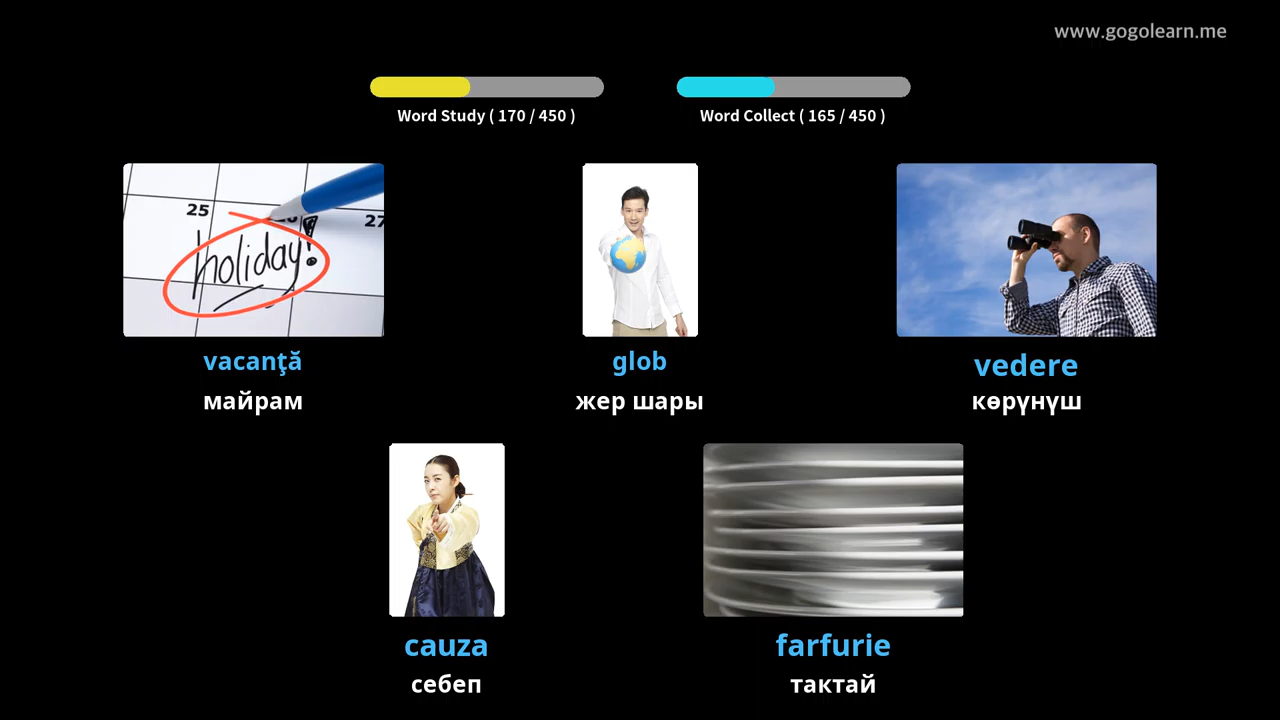 www.gogolearn.me
Word Study ( 170 / 450 )
Word Collect ( 165 / 450 )
25
27
holiday!
vacanţă
glob
vedere
майрам
жер шары
көрүнүш
cauza
farfurie
себеп
тактай